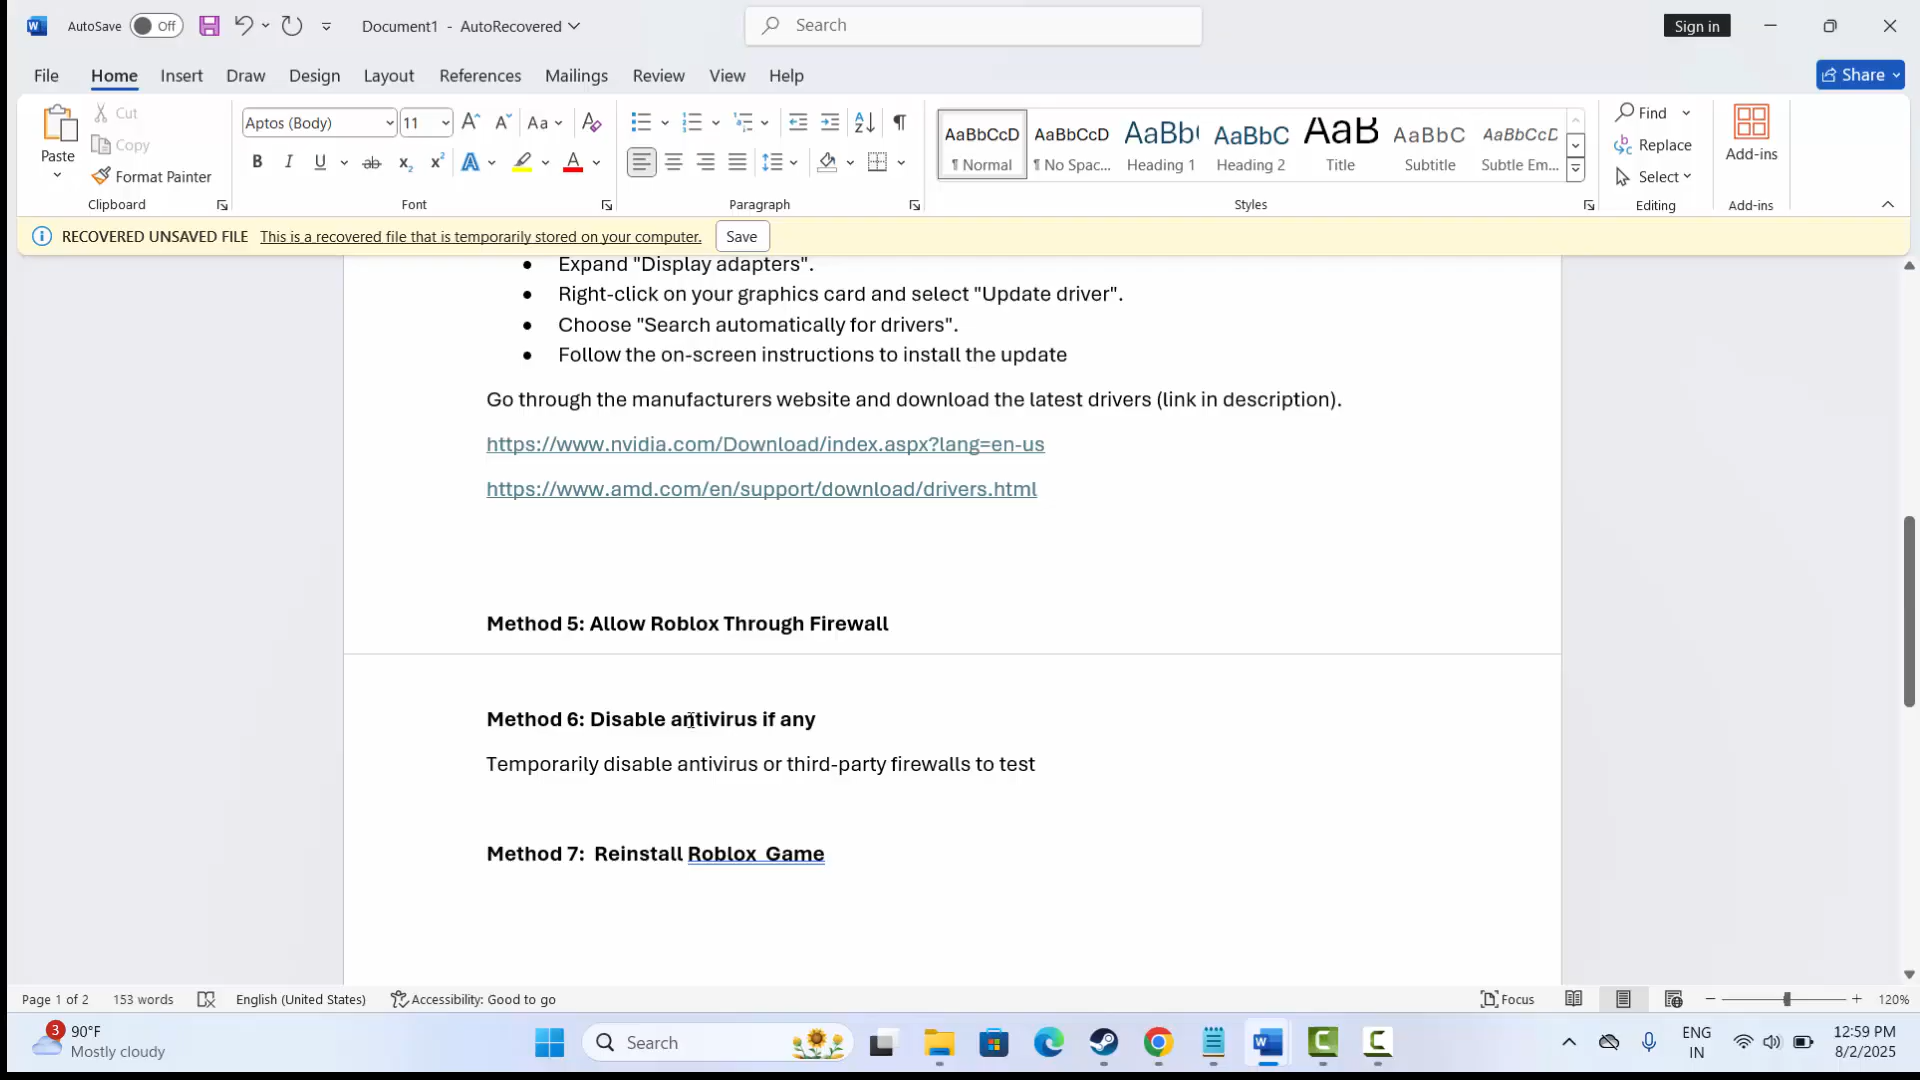 AutoSave Off Document1 - AutoRecovered Search Sign in
File Home Insert Draw Design Layout References Mailings Review View Help Share
Paste Cut Copy Format Painter Clipboard
Aptos (Body) 11 Font
Paragraph
AaBbCcD AaBbCcD AaBb( AaBbC AaB AaBbC AaBbCcD
¶ Normal ¶ No Spac... Heading 1 Heading 2 Title Subtitle Subtle Em...
Styles
Find Replace Select Editing
Add-ins Add-ins
RECOVERED UNSAVED FILE This is a recovered file that is temporarily stored on your computer. Save
• Expand "Display adapters".
• Right-click on your graphics card and select "Update driver".
• Choose "Search automatically for drivers".
• Follow the on-screen instructions to install the update
Go through the manufacturers website and download the latest drivers (link in description).
https://www.nvidia.com/Download/index.aspx?lang=en-us
https://www.amd.com/en/support/download/drivers.html
Method 5: Allow Roblox Through Firewall
Method 6: Disable antivirus if any
Temporarily disable antivirus or third-party firewalls to test
Method 7:  Reinstall Roblox  Game
Page 1 of 2 153 words English (United States) Accessibility: Good to go Focus 120%
3 90°F
Mostly cloudy
Search
ENG
IN
12:59 PM
8/2/2025